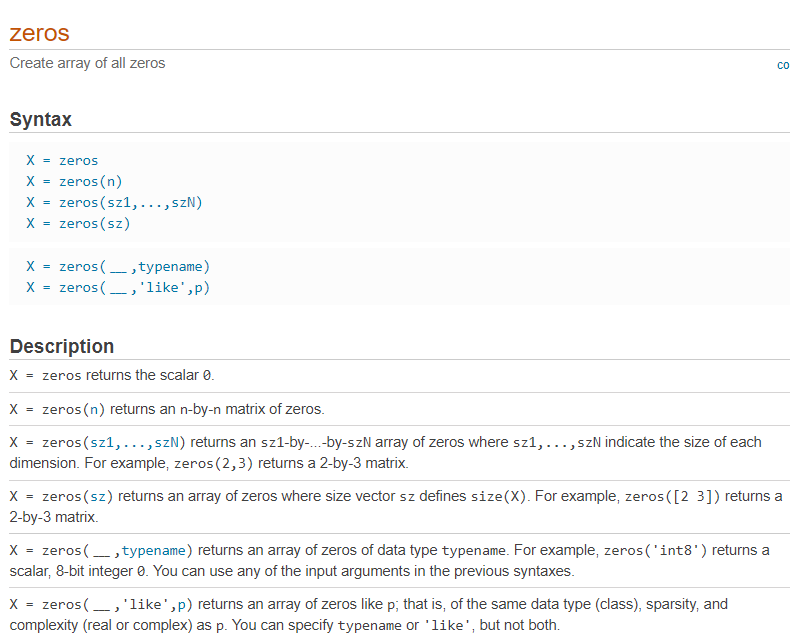 zeros
Create array of all zeros
co
Syntax
X = zeros
X = zeros(n)
X = zeros(sz1,...,szN)
X = zeros(sz)
X = zeros(__,typename)
X = zeros(__,'like',p)
Description
X = zeros returns the scalar 0.
X = zeros(n) returns an n-by-n matrix of zeros.
X = zeros(sz1,...,szN) returns an sz1-by-...-by-szN array of zeros where sz1,...,szN indicate the size of each
dimension. For example, zeros(2,3) returns a 2-by-3 matrix.
X = zeros(sz) returns an array of zeros where size vector sz defines size(X). For example, zeros([2 3]) returns a
2-by-3 matrix.
X = zeros(__,typename) returns an array of zeros of data type typename. For example, zeros('int8') returns a
scalar, 8-bit integer 0. You can use any of the input arguments in the previous syntaxes.
X = zeros(__,'like',p) returns an array of zeros like p; that is, of the same data type (class), sparsity, and
complexity (real or complex) as p. You can specify typename or 'like', but not both.